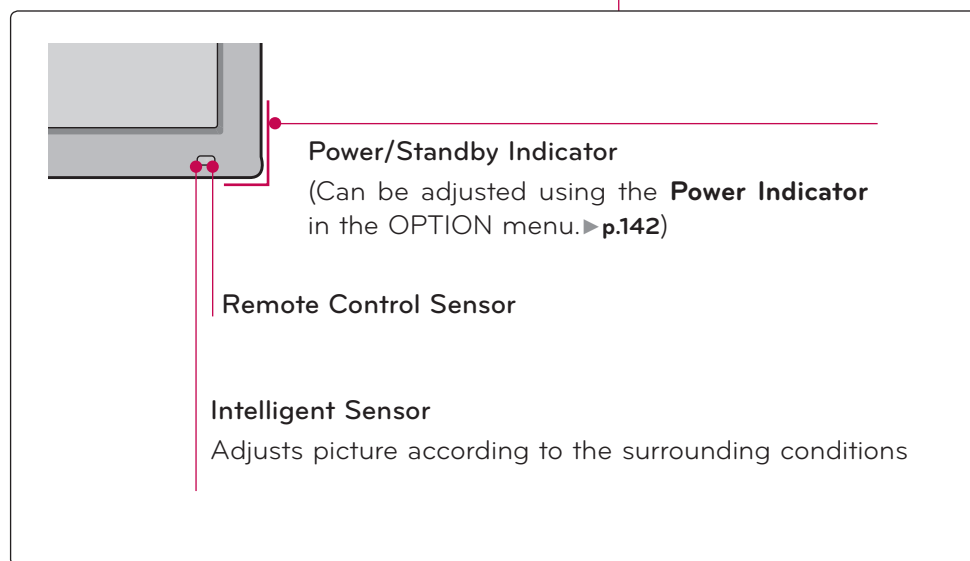 Power/Standby Indicator
(Can be adjusted using the Power Indicator
in the OPTION menu.►p.142)
Remote Control Sensor
Intelligent Sensor
Adjusts picture according to the surrounding conditions